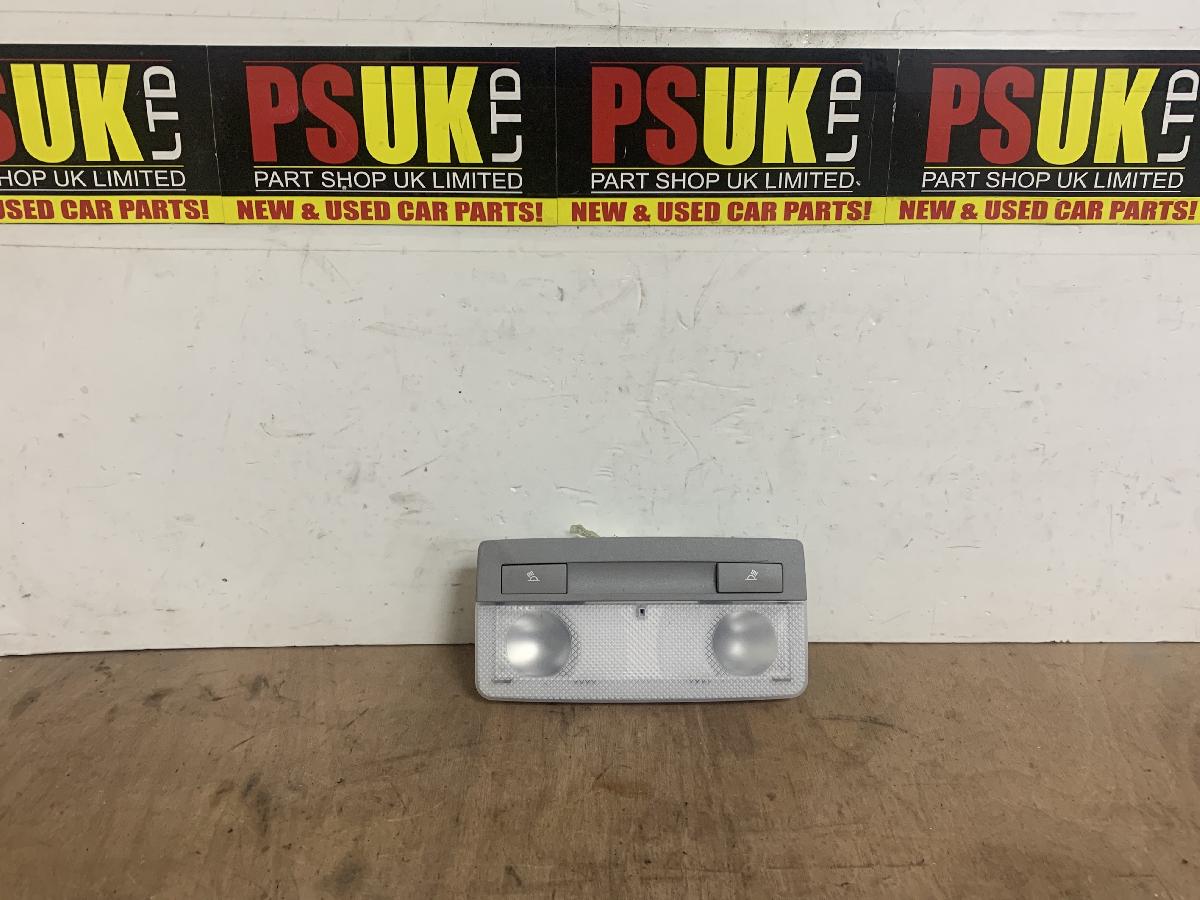 SUK LTD
HOP UK LIMITED
USED CAR PARTS!
PSUK LTD
PART SHOP UK LIMITED
NEW & USED CAR PARTS!
PSUK LTD
PART SHOP UK LIMITED.
NEW & USED CAR PARTS!
PSUK LTD
PART SHOP UK LIMITED
NEW & USED CAR PARTS!